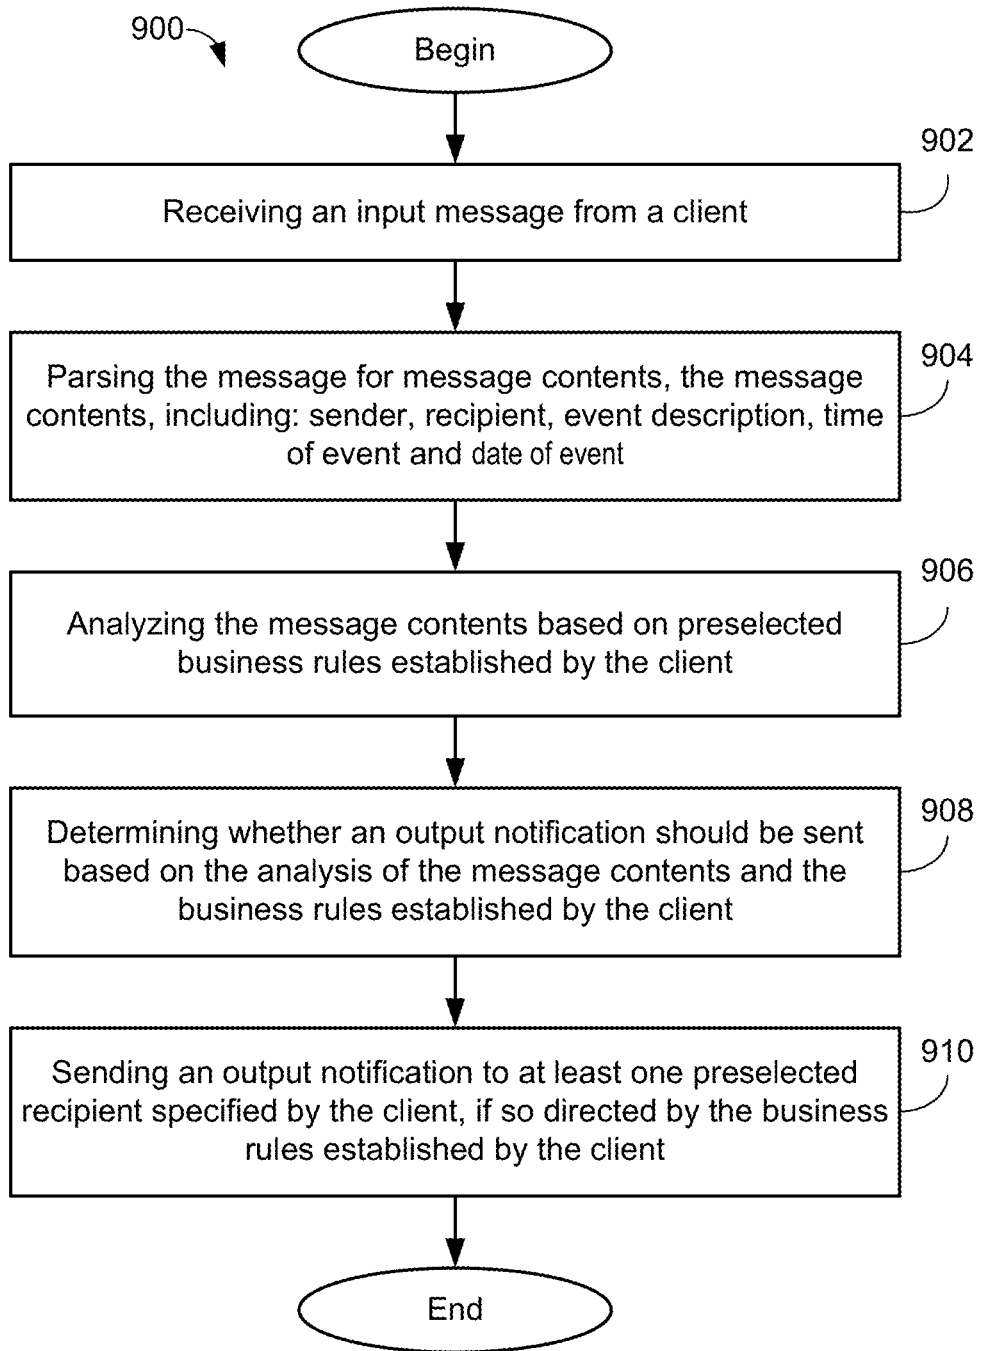 900
Begin
902
Receiving an input message from a client
904
Parsing the message for message contents, the message
contents, including: sender, recipient, event description, time
of event and date of event
906
Analyzing the message contents based on preselected
business rules established by the client
908
Determining whether an output notification should be sent
based on the analysis of the message contents and the
business rules established by the client
910
Sending an output notification to at least one preselected
recipient specified by the client, if so directed by the business
rules established by the client
End